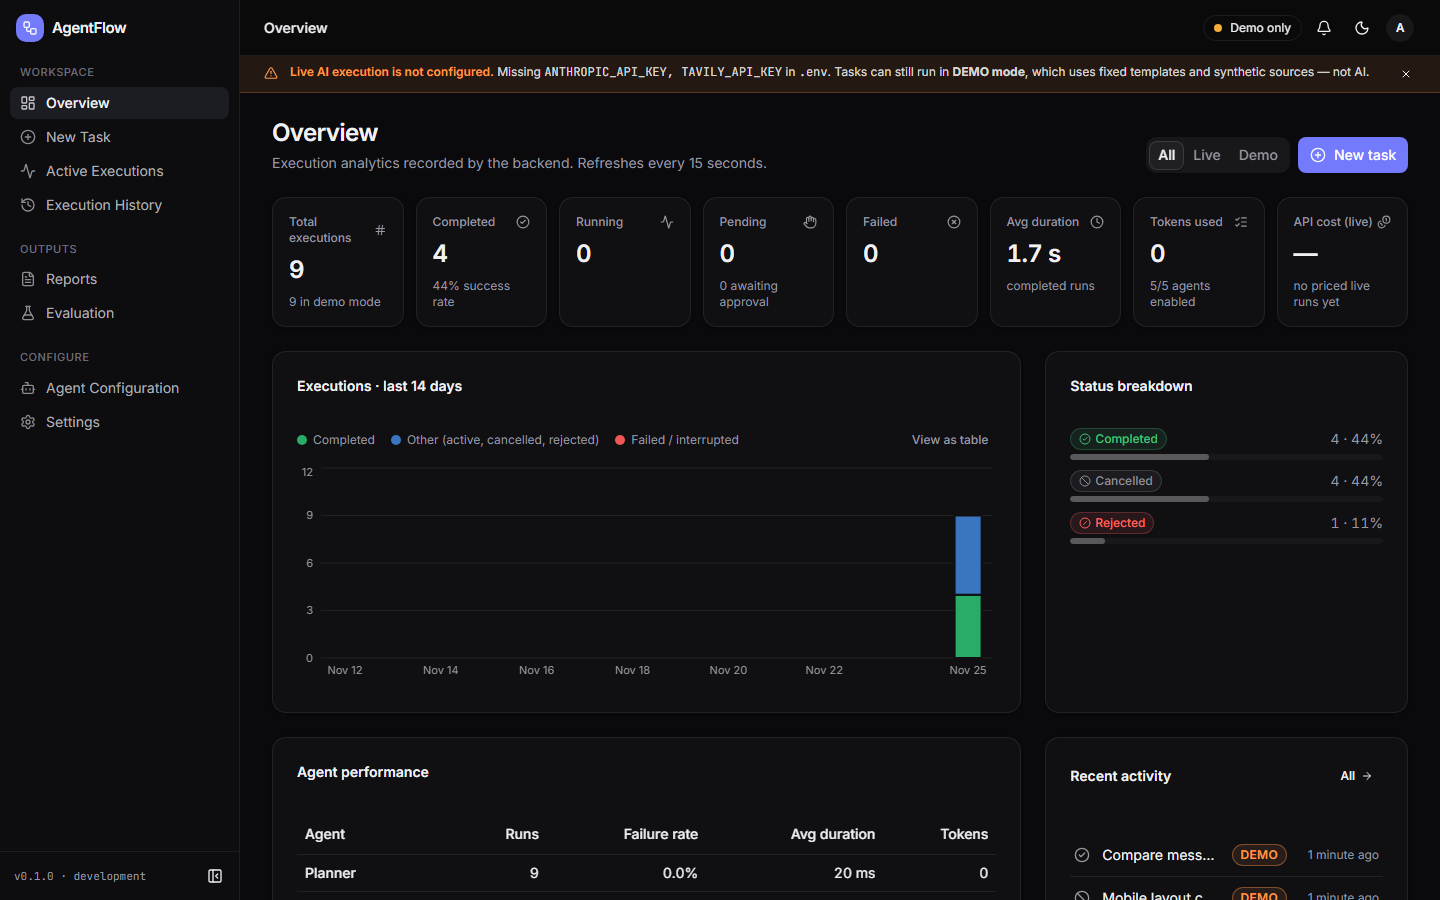 AgentFlow
WORKSPACE
Overview
New Task
Active Executions
Execution History
OUTPUTS
Reports
Evaluation
CONFIGURE
Agent Configuration
Settings
v0.1.0 · development
Overview
Demo only
A
Live AI execution is not configured. Missing ANTHROPIC_API_KEY, TAVILY_API_KEY in .env. Tasks can still run in DEMO mode, which uses fixed templates and synthetic sources — not AI.
Overview
Execution analytics recorded by the backend. Refreshes every 15 seconds.
All Live Demo
New task
Total executions
9
9 in demo mode
Completed
4
44% success rate
Running
0
Pending
0
0 awaiting approval
Failed
0
Avg duration
1.7 s
completed runs
Tokens used
0
5/5 agents enabled
API cost (live)
—
no priced live runs yet
Executions · last 14 days
Completed Other (active, cancelled, rejected) Failed / interrupted View as table
12
9
6
3
0
Nov 12 Nov 14 Nov 16 Nov 18 Nov 20 Nov 22 Nov 25
Status breakdown
Completed 4 · 44%
Cancelled 4 · 44%
Rejected 1 · 11%
Agent performance
Agent Runs Failure rate Avg duration Tokens
Planner 9 0.0% 20 ms 0
Recent activity
All →
Compare mess... DEMO 1 minute ago
Mobile layout c... DEMO 1 minute ago